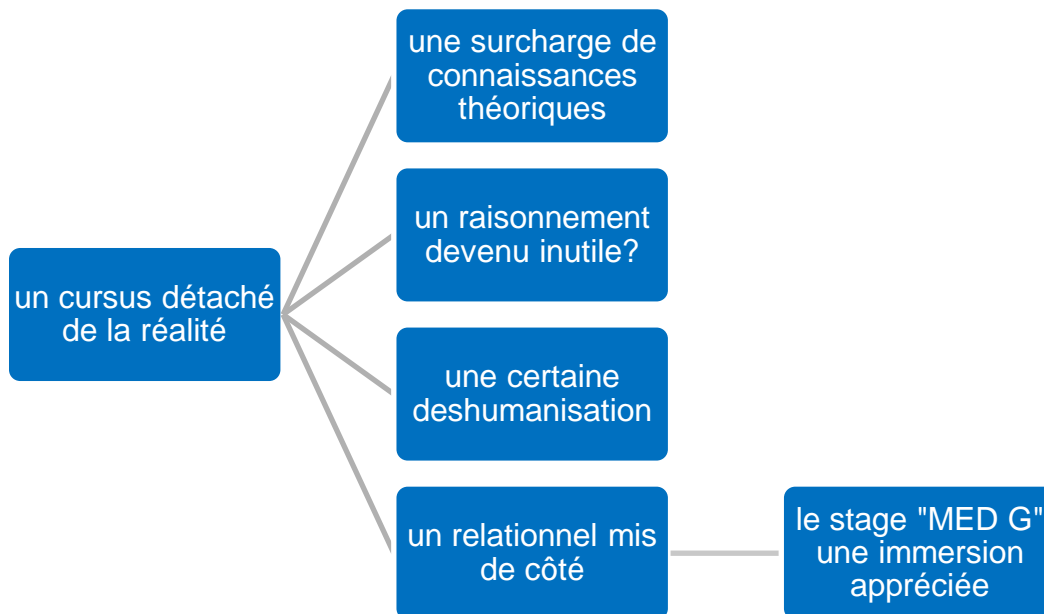 une surcharge de
connaissances
théoriques
un raisonnement
devenu inutile?
un cursus détaché
de la réalité
une certaine
deshumanisation
un relationnel mis
de côté
le stage "MED G"
une immersion
appréciée